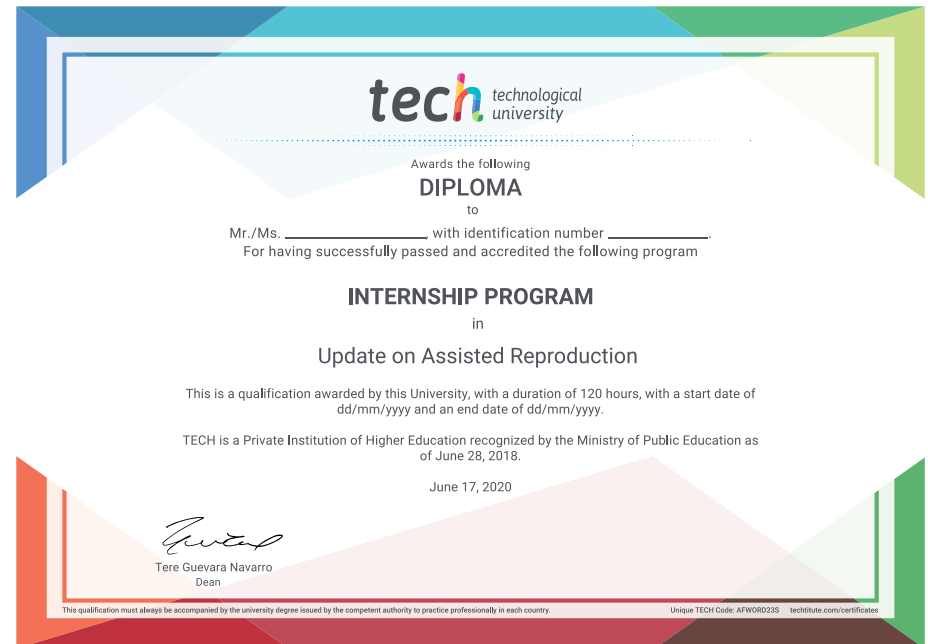 tech technological
university
Awards the following
DIPLOMA
to
Mr./Ms. ____________________, with identification number ______________.
For having successfully passed and accredited the following program
INTERNSHIP PROGRAM
in
Update on Assisted Reproduction
This is a qualification awarded by this University, with a duration of 120 hours, with a start date of
dd/mm/yyyy and an end date of dd/mm/yyyy.
TECH is a Private Institution of Higher Education recognized by the Ministry of Public Education as
of June 28, 2018.
June 17, 2020
Tere Guevara Navarro
Dean
This qualification must always be accompanied by the university degree issued by the competent authority to practice professionally in each country.
Unique TECH Code: AFWORD23S techtitute.com/certificates